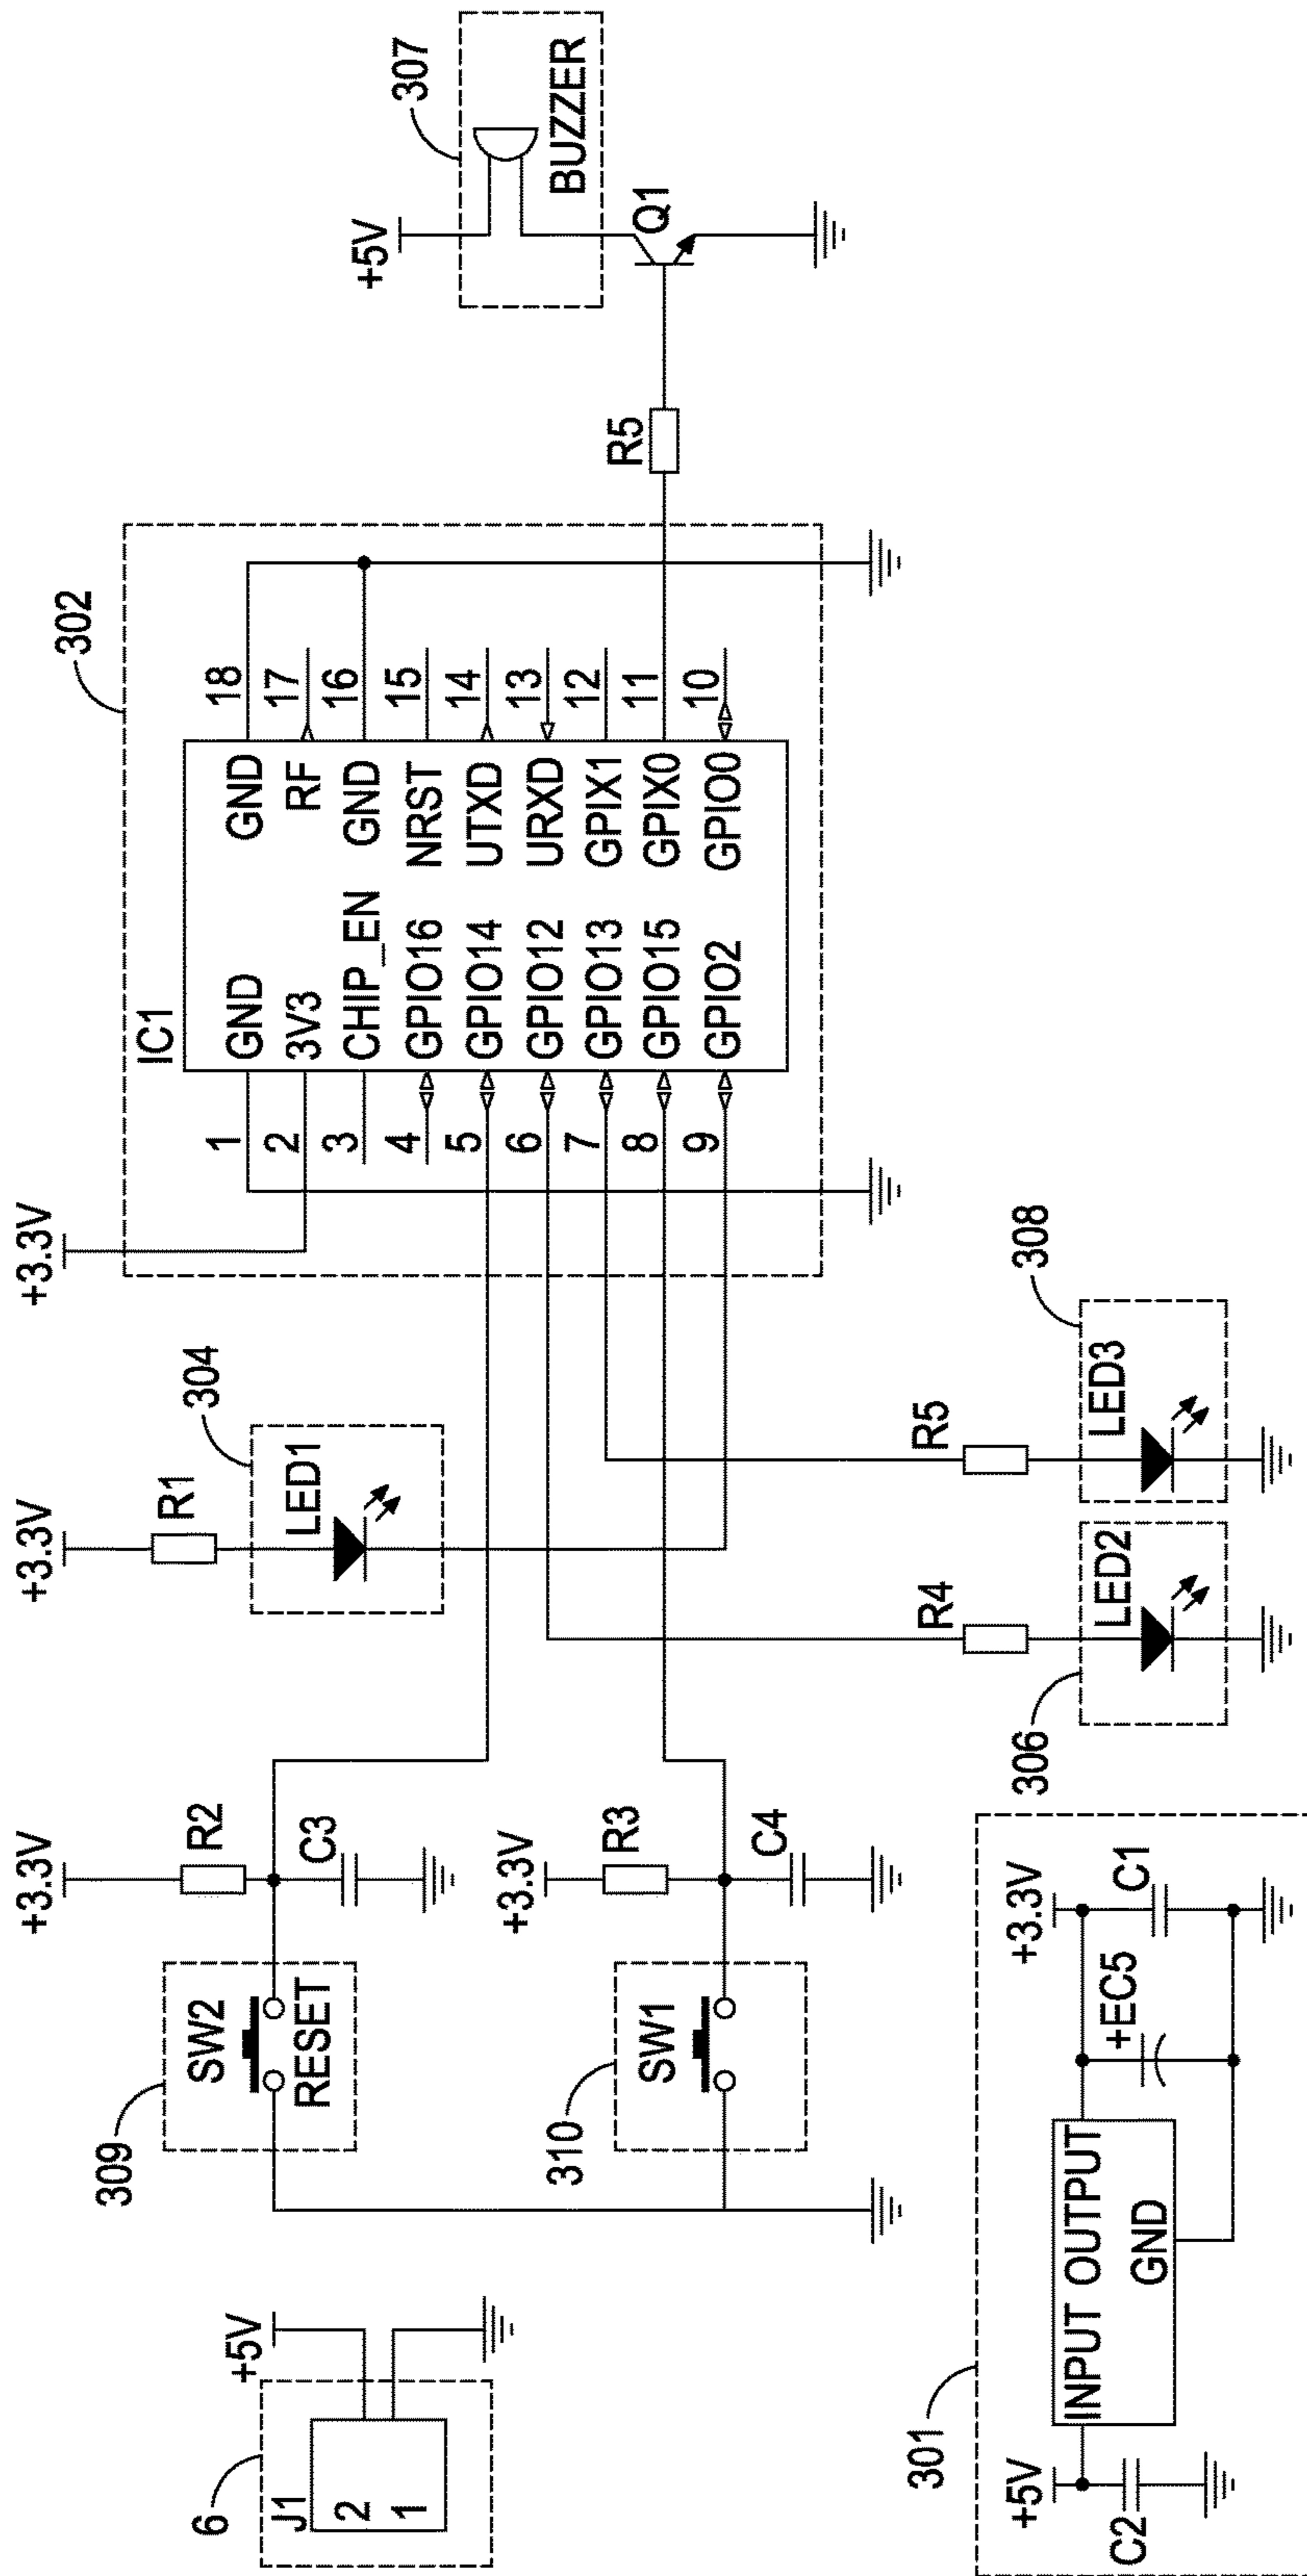 6
J1
2
1
+5V
309
SW2
RESET
+3.3V
R2
C3
310
SW1
+3.3V
R3
C4
+3.3V
R1
304
LED1
+3.3V
302
IC1
1
2
3
4
5
6
7
8
9
GND
3V3
CHIP_EN
GPIO16
GPIO14
GPIO12
GPIO13
GPIO15
GPIO2
GND
RF
GND
NRST
UTXD
URXD
GPIX1
GPIX0
GPIO0
18
17
16
15
14
13
12
11
10
R5
+5V
307
BUZZER
Q1
301
+5V
C2
INPUT OUTPUT
GND
+EC5
+3.3V
C1
306
R4
LED2
R5
LED3
308